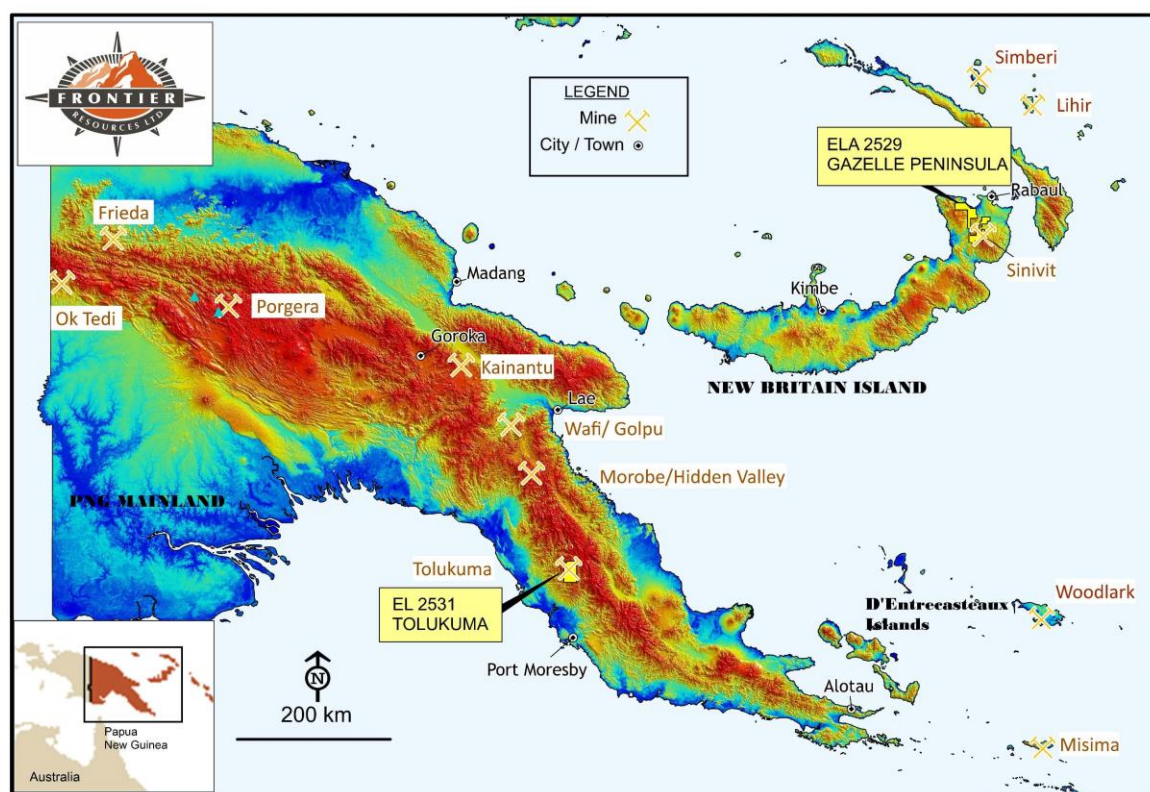 FRONTIER
RESOURCES LTD
LEGEND
Mine
City / Town
Simberi
Lihir
ELA 2529
GAZELLE PENINSULA
Rabaul
Sinivit
Frieda
Madang
Kimbe
Ok Tedi
Porgera
Goroka
Kainantu
NEW BRITAIN ISLAND
Lae
Wafi/ Golpu
Morobe/Hidden Valley
PNG MAINLAND
Tolukuma
EL 2531
TOLUKUMA
Woodlark
D'Entrecasteaux
Islands
Port Moresby
Alotau
N
200 km
Misima
Papua
New Guinea
Australia